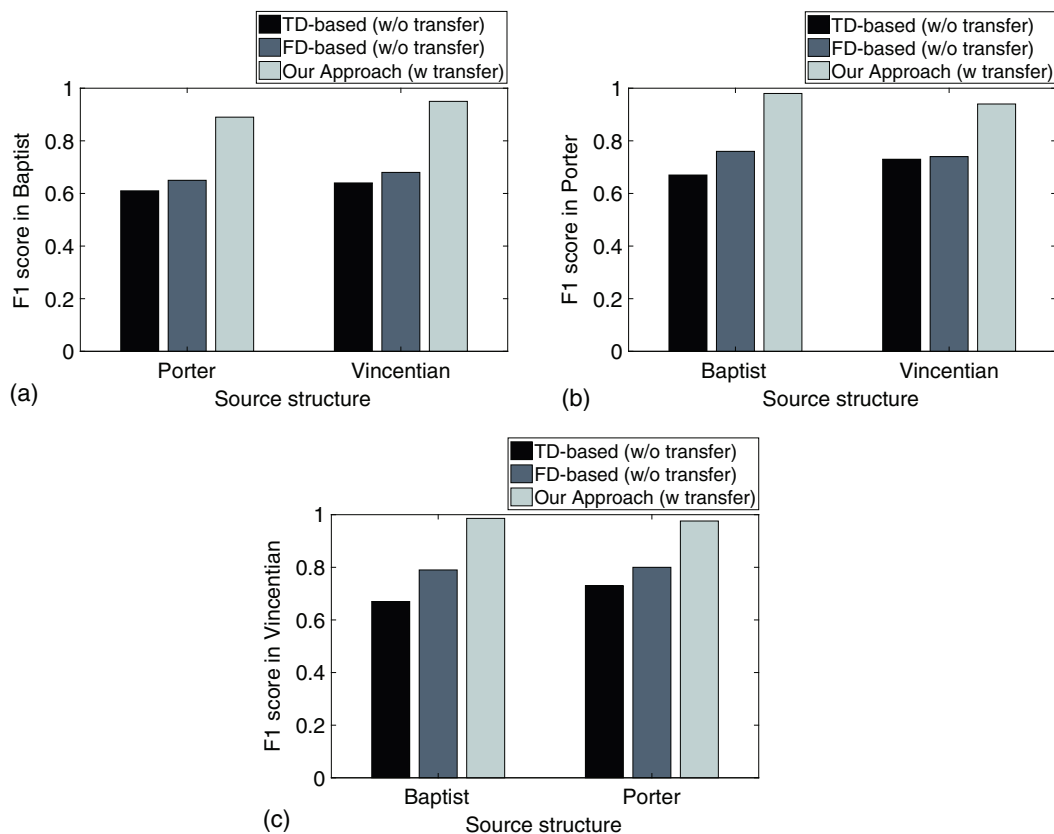 TD-based (w/o transfer)
FD-based (w/o transfer)
Our Approach (w transfer)
1
0.8
0.6
0.4
0.2
0
F1 score in Baptist
Porter
Vincentian
Source structure
(a)
TD-based (w/o transfer)
FD-based (w/o transfer)
Our Approach (w transfer)
1
0.8
0.6
0.4
0.2
0
F1 score in Porter
Baptist
Vincentian
Source structure
(b)
TD-based (w/o transfer)
FD-based (w/o transfer)
Our Approach (w transfer)
1
0.8
0.6
0.4
0.2
0
F1 score in Vincentian
Baptist
Porter
Source structure
(c)